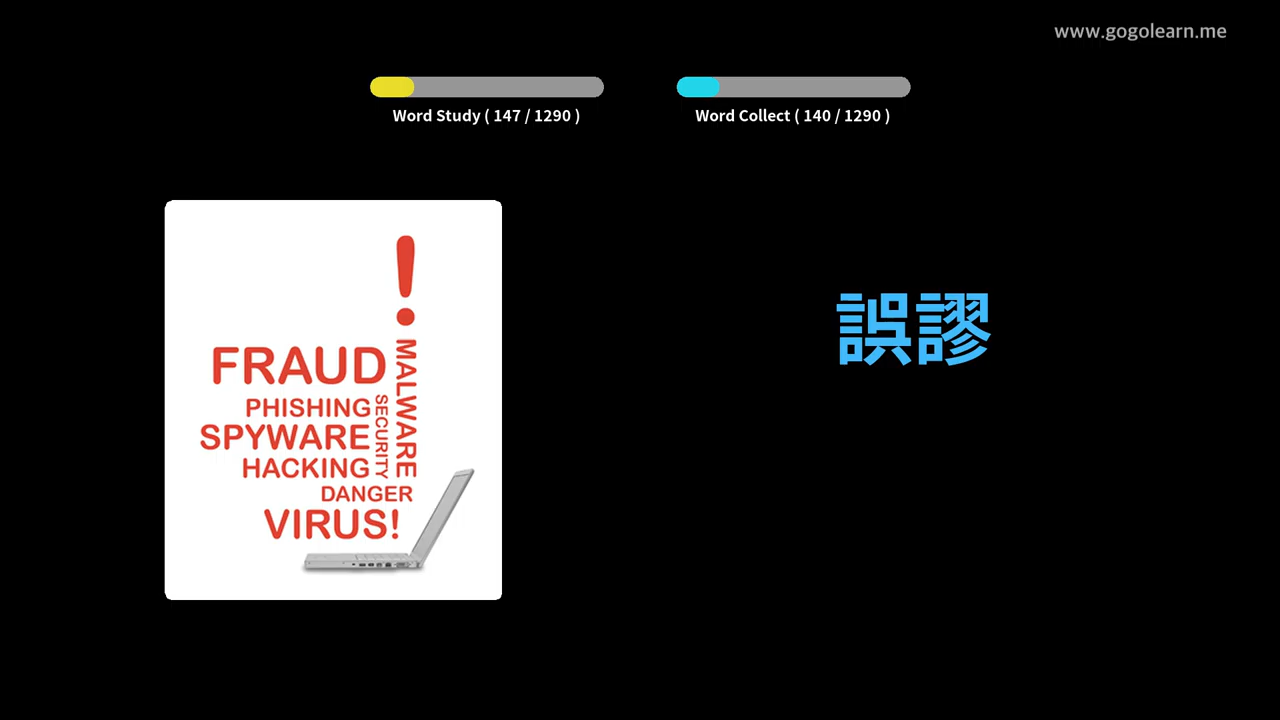 www.gogolearn.me
Word Study ( 147 / 1290 )
Word Collect ( 140 / 1290 )
!
FRAUD
MALWARE
PHISHING
SECURITY
SPYWARE
HACKING
DANGER
VIRUS!
誤謬